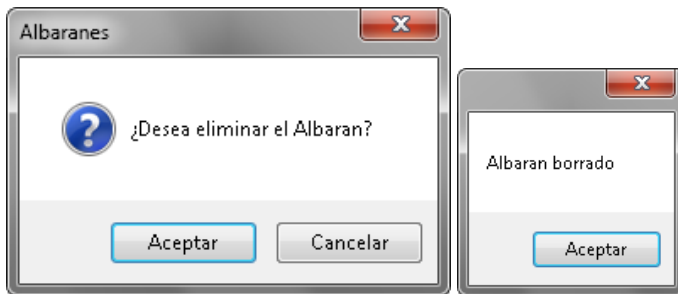 Albaranes
¿Desea eliminar el Albaran?
Aceptar
Cancelar
Albaran borrado
Aceptar